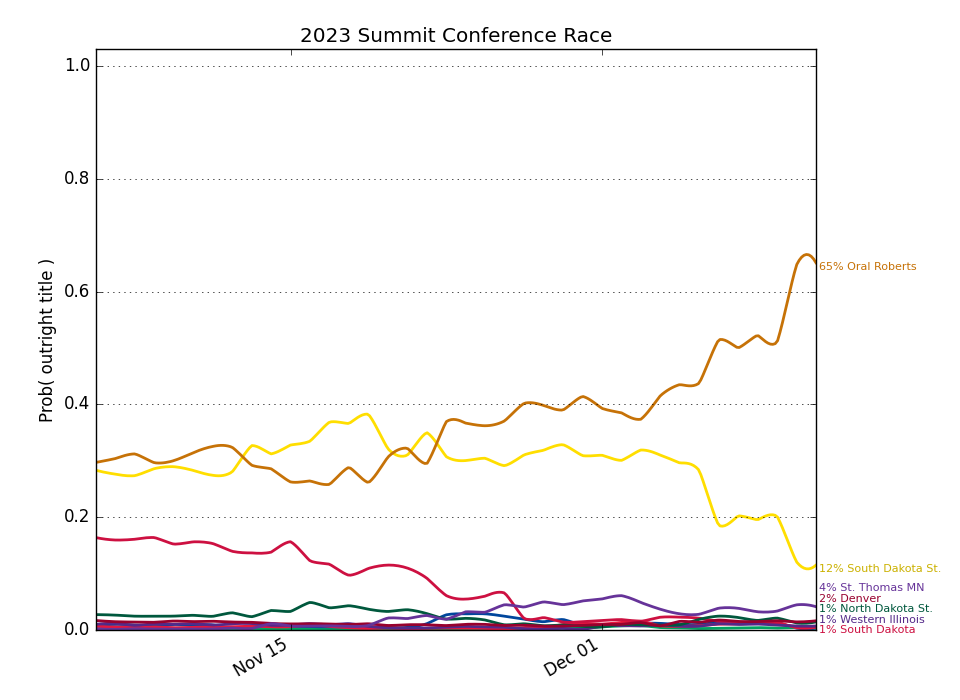 2023 Summit Conference Race
Prob( outright title )
1.0
0.8
0.6
0.4
0.2
0.0
Nov 15
Dec 01
65% Oral Roberts
12% South Dakota St.
4% St. Thomas MN
2% Denver
1% North Dakota St.
1% Western Illinois
1% South Dakota